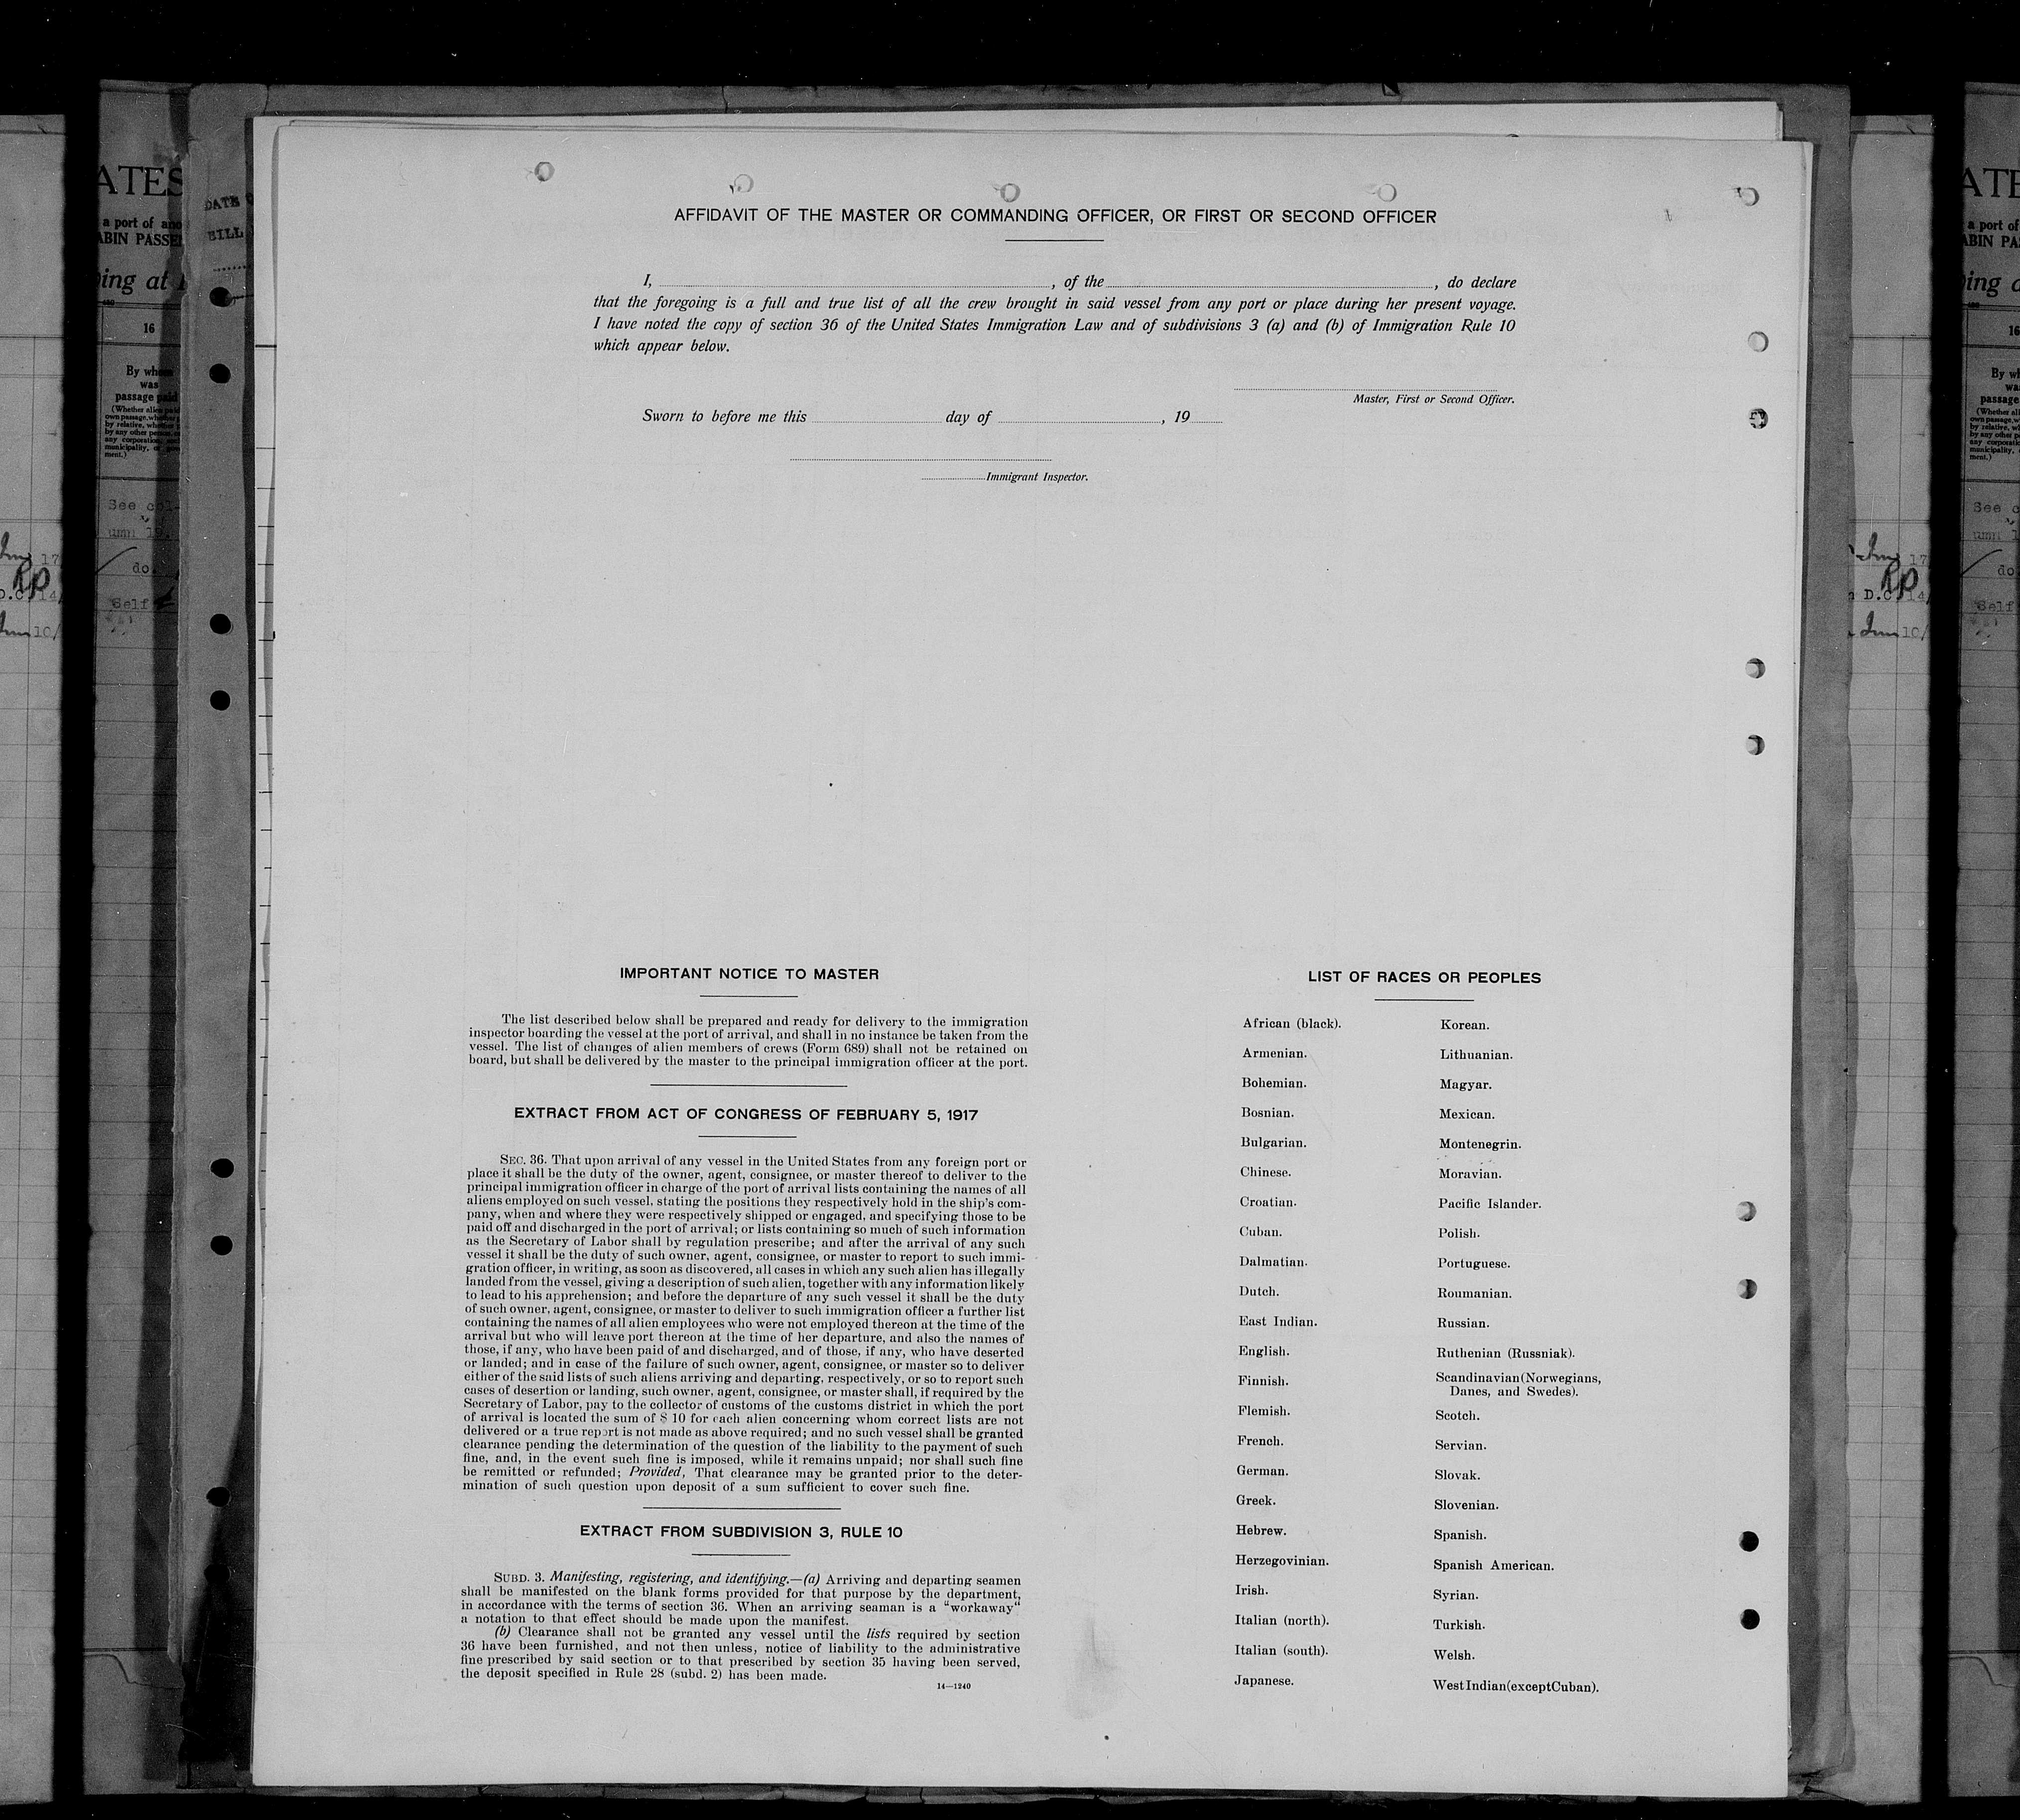 AFFIDAVIT OF THE MASTER OR COMMANDING OFFICER, OR FIRST OR SECOND OFFICER
I, , of the , do declare
that the foregoing is a full and true list of all the crew brought in said vessel from any port or place during her present voyage.
I have noted the copy of section 36 of the United States Immigration Law and of subdivisions 3 (a) and (b) of Immigration Rule 10
which appear below.
Master, First or Second Officer.
Sworn to before me this day of , 19
Immigrant Inspector.
IMPORTANT NOTICE TO MASTER
The list described below shall be prepared and ready for delivery to the immigration
inspector boarding the vessel at the port of arrival, and shall in no instance be taken from the
vessel. The list of changes of alien members of crews (Form 689) shall not be retained on
board, but shall be delivered by the master to the principal immigration officer at the port.
EXTRACT FROM ACT OF CONGRESS OF FEBRUARY 5, 1917
SEC. 36. That upon arrival of any vessel in the United States from any foreign port or
place it shall be the duty of the owner, agent, consignee, or master thereof to deliver to the
principal immigration officer in charge of the port of arrival lists containing the names of all
aliens employed on such vessel, stating the positions they respectively hold in the ship's com-
pany, when and where they were respectively shipped or engaged, and specifying those to be
paid off and discharged in the port of arrival; or lists containing so much of such information
as the Secretary of Labor shall by regulation prescribe; and after the arrival of any such
vessel it shall be the duty of such owner, agent, consignee, or master to report to such immi-
gration officer, in writing, as soon as discovered, all cases in which any such alien has illegally
landed from the vessel, giving a description of such alien, together with any information likely
to lead to his apprehension; and before the departure of any such vessel it shall be the duty
of such owner, agent, consignee, or master to deliver to such immigration officer a further list
containing the names of all alien employees who were not employed thereon at the time of the
arrival but who will leave port thereon at the time of her departure, and also the names of
those, if any, who have been paid of and discharged, and of those, if any, who have deserted
or landed; and in case of the failure of such owner, agent, consignee, or master so to deliver
either of the said lists of such aliens arriving and departing, respectively, or so to report such
cases of desertion or landing, such owner, agent, consignee, or master shall, if required by the
Secretary of Labor, pay to the collector of customs of the customs district in which the port
of arrival is located the sum of $ 10 for each alien concerning whom correct lists are not
delivered or a true report is not made as above required; and no such vessel shall be granted
clearance pending the determination of the question of the liability to the payment of such
fine, and, in the event such fine is imposed, while it remains unpaid; nor shall such fine
be remitted or refunded; Provided, That clearance may be granted prior to the deter-
mination of such question upon deposit of a sum sufficient to cover such fine.
EXTRACT FROM SUBDIVISION 3, RULE 10
SUBD. 3. Manifesting, registering, and identifying.—(a) Arriving and departing seamen
shall be manifested on the blank forms provided for that purpose by the department,
in accordance with the terms of section 36. When an arriving seaman is a "workaway"
a notation to that effect should be made upon the manifest.
(b) Clearance shall not be granted any vessel until the lists required by section
36 have been furnished, and not then unless, notice of liability to the administrative
fine prescribed by said section or to that prescribed by section 35 having been served,
the deposit specified in Rule 28 (subd. 2) has been made.
14—1240
LIST OF RACES OR PEOPLES
African (black).
Armenian.
Bohemian.
Bosnian.
Bulgarian.
Chinese.
Croatian.
Cuban.
Dalmatian.
Dutch.
East Indian.
English.
Finnish.
Flemish.
French.
German.
Greek.
Hebrew.
Herzegovinian.
Irish.
Italian (north).
Italian (south).
Japanese.
Korean.
Lithuanian.
Magyar.
Mexican.
Montenegrin.
Moravian.
Pacific Islander.
Polish.
Portuguese.
Roumanian.
Russian.
Ruthenian (Russniak).
Scandinavian (Norwegians,
Danes, and Swedes).
Scotch.
Servian.
Slovak.
Slovenian.
Spanish.
Spanish American.
Syrian.
Turkish.
Welsh.
West Indian (except Cuban).